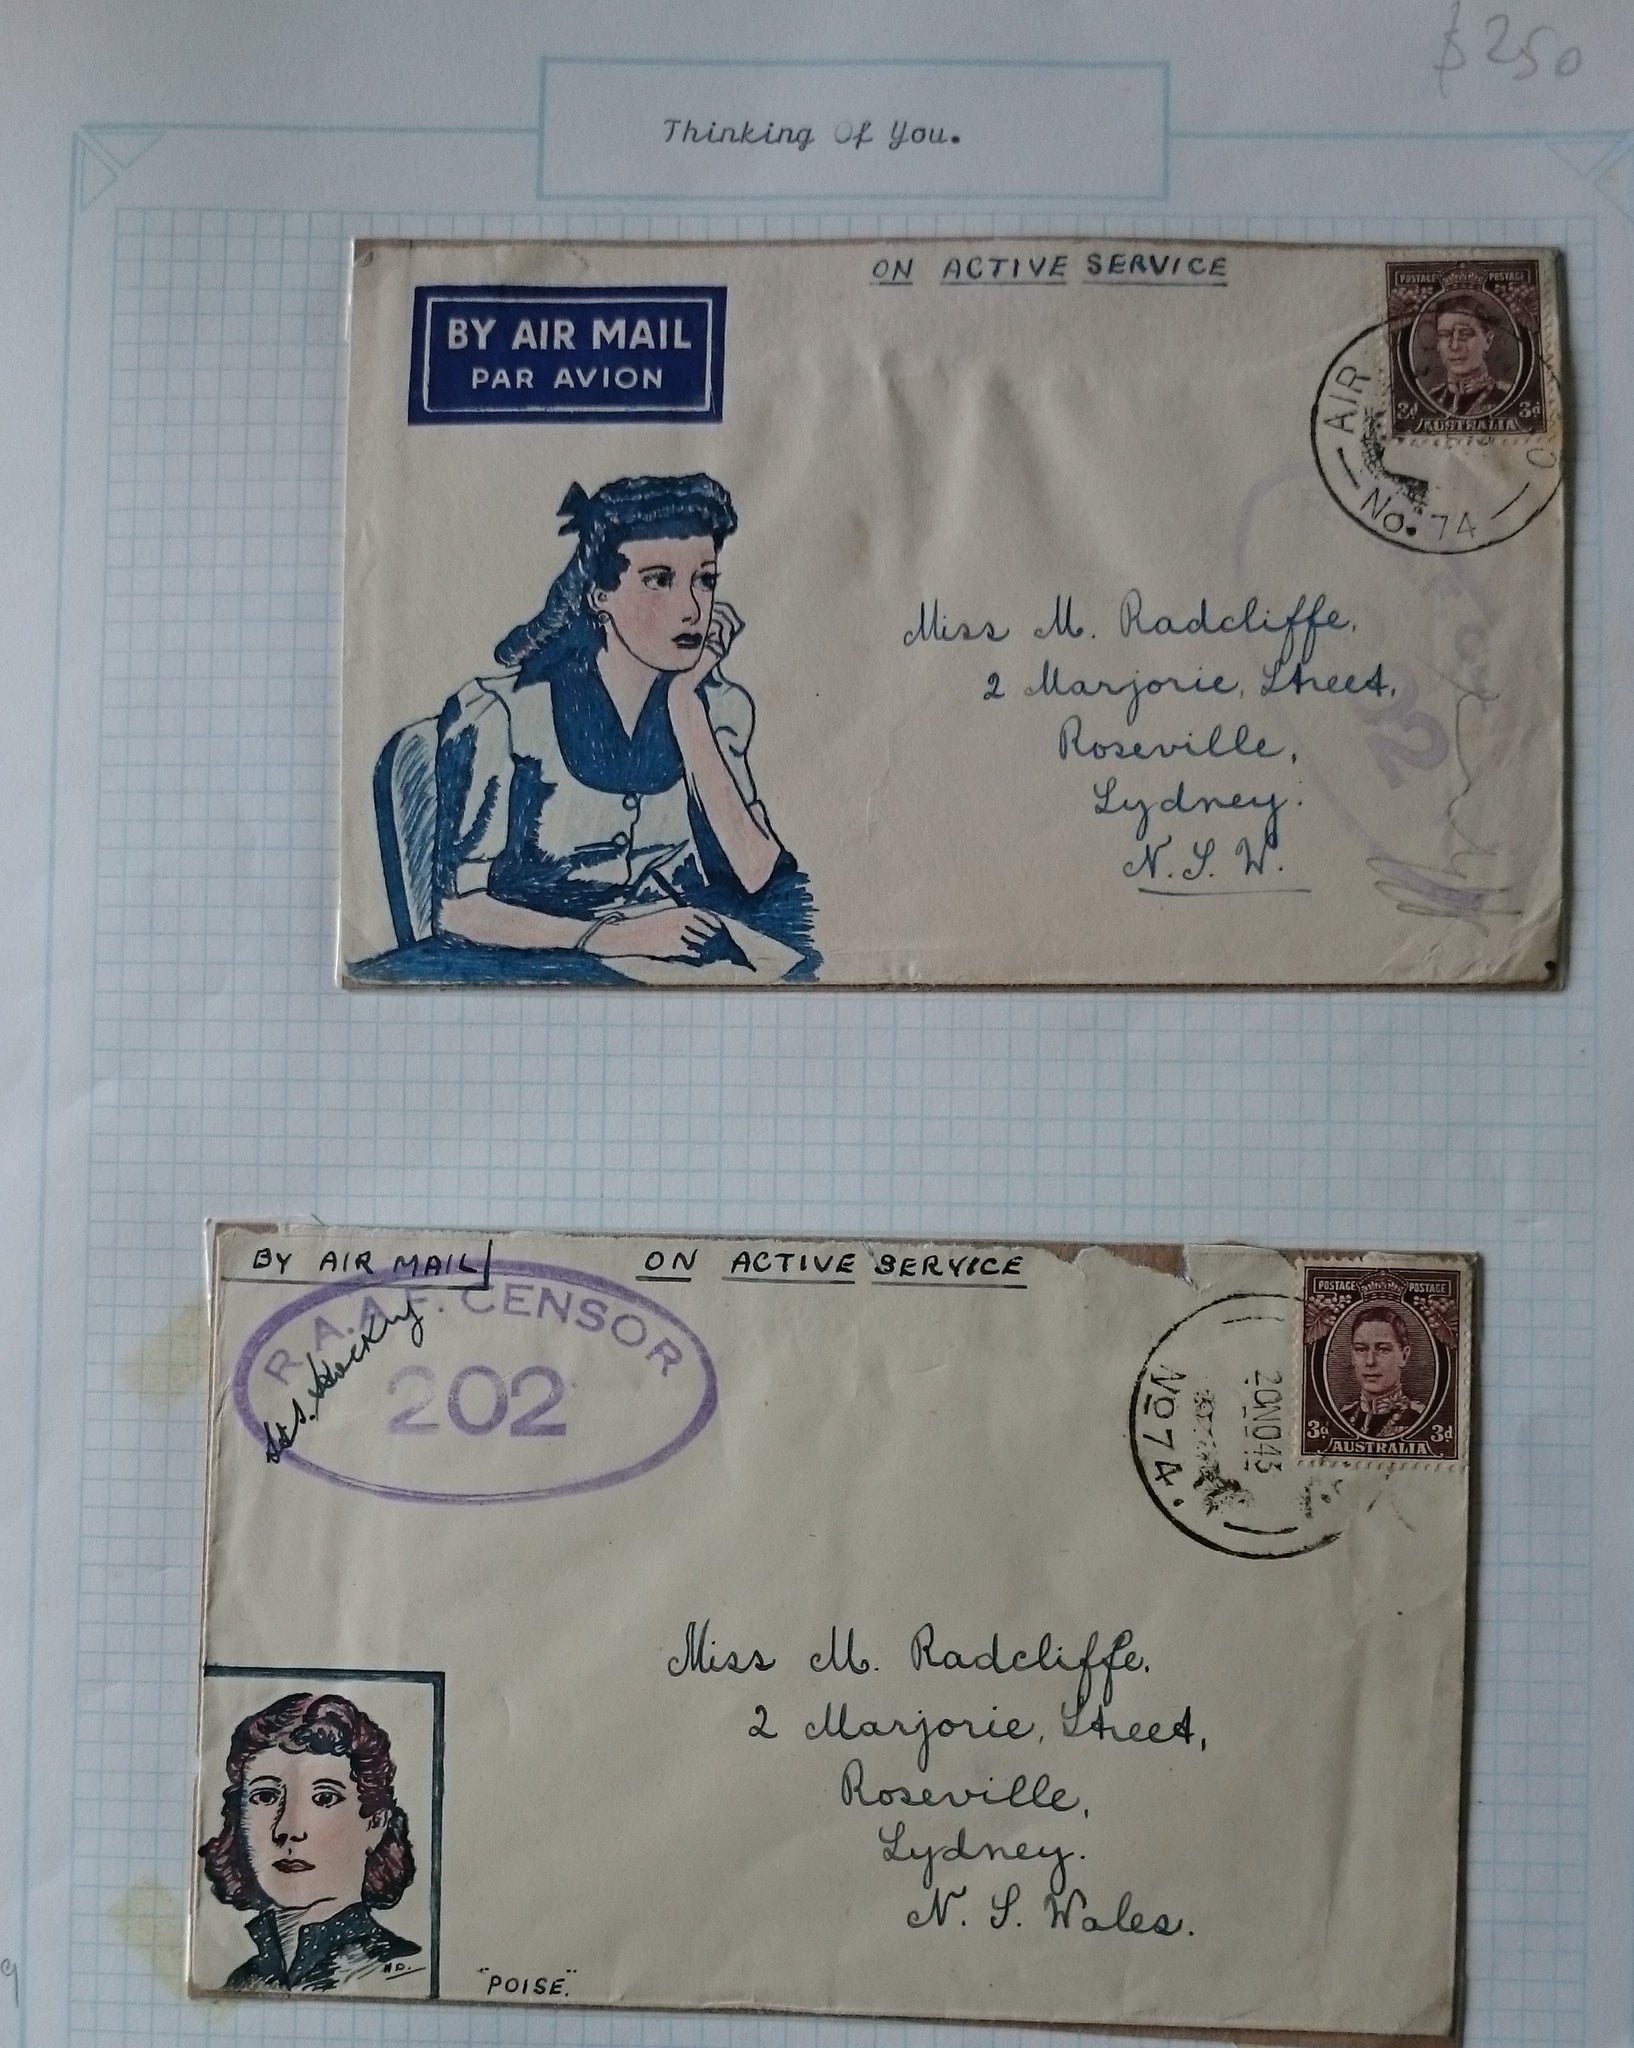 $250
Thinking Of You.
ON ACTIVE SERVICE
BY AIR MAIL
PAR AVION
POSTAGE POSTAGE
3d 3d
AUSTRALIA
AIR
No. 74
Miss M. Radcliffe,
2 Marjorie, Street,
Roseville,
Sydney.
N. S. W.
BY AIR MAIL ON ACTIVE SERVICE
R.A.A.F. CENSOR
202
POSTAGE POSTAGE
3d 3d
AUSTRALIA
20NO43
No 74.
Miss M. Radcliffe,
2 Marjorie, Street,
Roseville,
Sydney.
N. S. Wales.
"POISE."